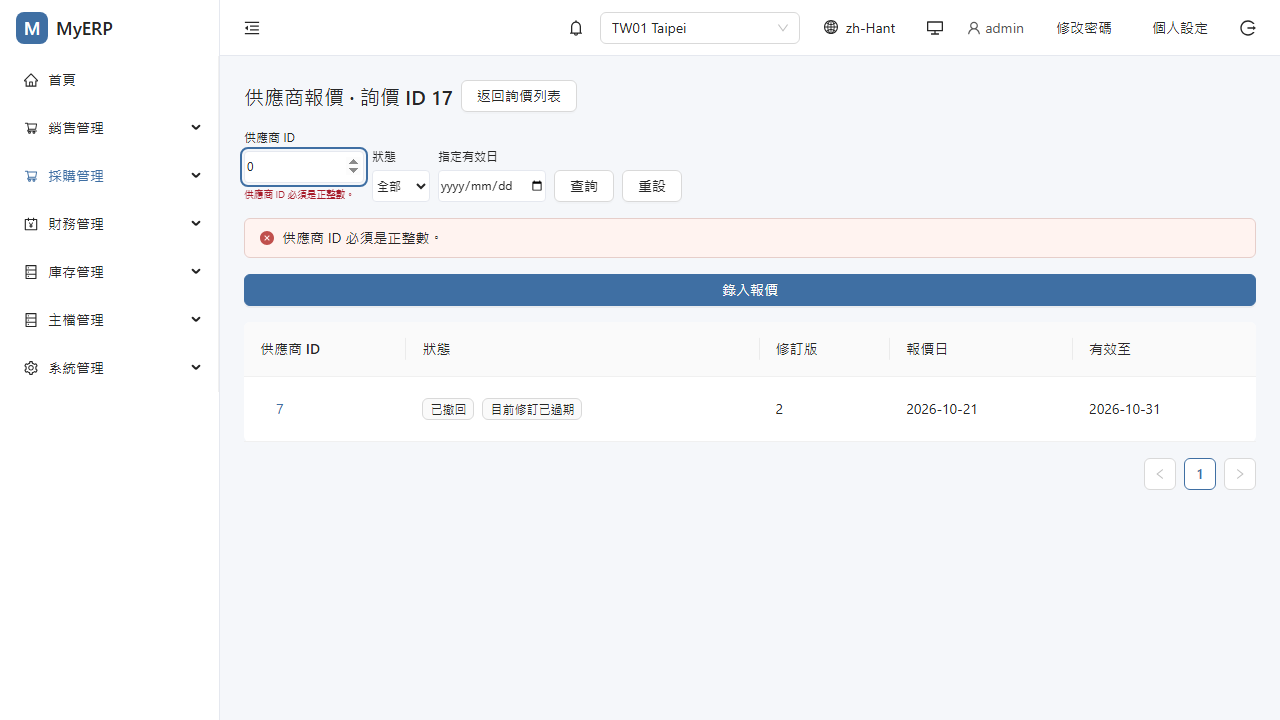 M MyERP
TW01 Taipei
zh-Hant
admin
修改密碼
個人設定
首頁
銷售管理
採購管理
財務管理
庫存管理
主檔管理
系統管理
供應商報價 · 詢價 ID 17
返回詢價列表
供應商 ID
0
供應商 ID 必須是正整數。
狀態
全部
指定有效日
yyyy/mm/dd
查詢
重設
供應商 ID 必須是正整數。
錄入報價
供應商 ID 狀態 修訂版 報價日 有效至
7 已撤回 目前修訂已過期 2 2026-10-21 2026-10-31
1